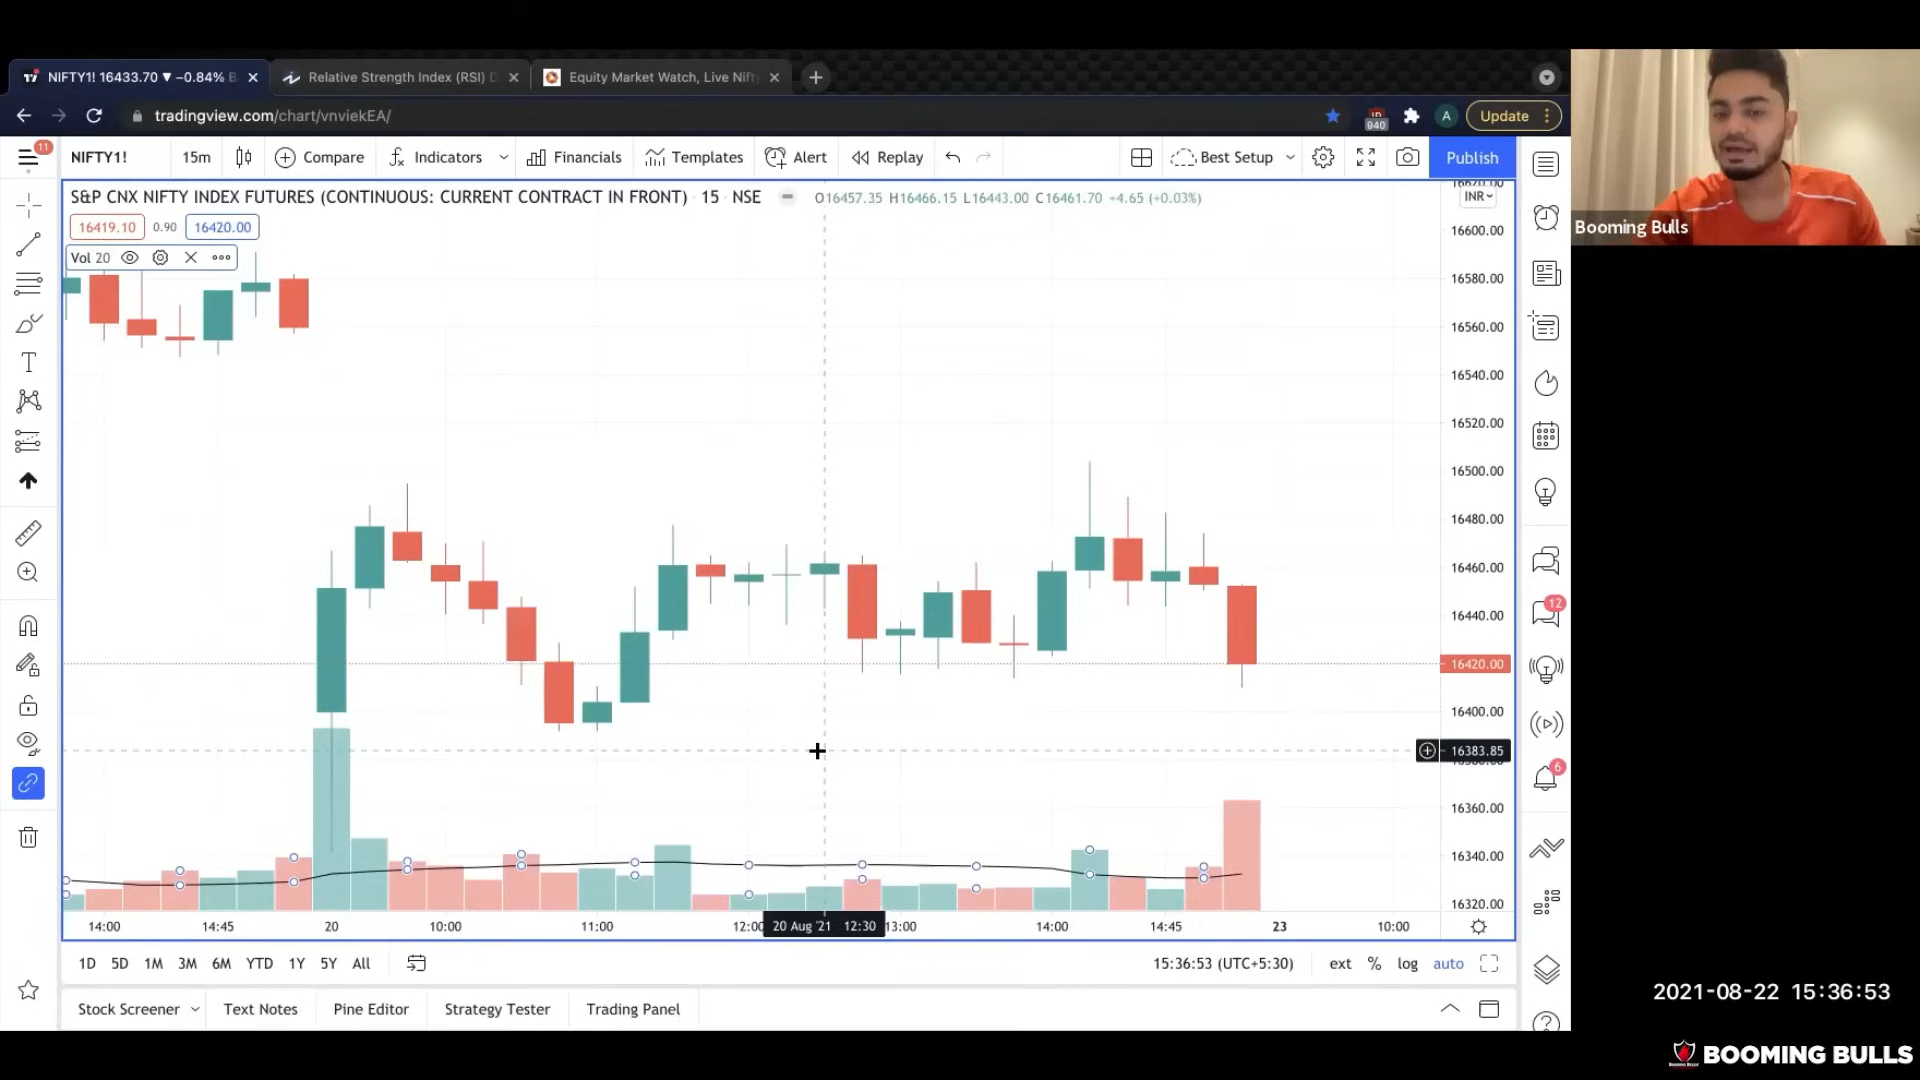 NIFTY1! 16433.70 ▼ −0.84% B
Relative Strength Index (RSI) D
Equity Market Watch, Live Nift
tradingview.com/chart/vnviekEA/
940
A
Update
11
NIFTY1!
15m
Compare
Indicators
Financials
Templates
Alert
Replay
Best Setup
Publish
S&P CNX NIFTY INDEX FUTURES (CONTINUOUS: CURRENT CONTRACT IN FRONT) · 15 · NSE
O16457.35 H16466.15 L16443.00 C16461.70 +4.65 (+0.03%)
INR
16419.10
0.90
16420.00
Vol 20
Booming Bulls
16620.00
16600.00
16580.00
16560.00
16540.00
16520.00
16500.00
16480.00
16460.00
16440.00
16420.00
16400.00
16383.85
16360.00
16340.00
16320.00
12
6
14:00
14:45
20
10:00
11:00
12:00
20 Aug '21 12:30
13:00
14:00
14:45
23
10:00
1D 5D 1M 3M 6M YTD 1Y 5Y All
15:36:53 (UTC+5:30)
ext % log auto
Stock Screener
Text Notes
Pine Editor
Strategy Tester
Trading Panel
2021-08-22 15:36:53
BOOMING BULLS